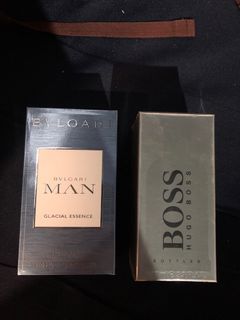 BVLGARI
BVLGARI
MAN
GLACIAL ESSENCE
BOSS
HUGO BOSS
BOTTLED